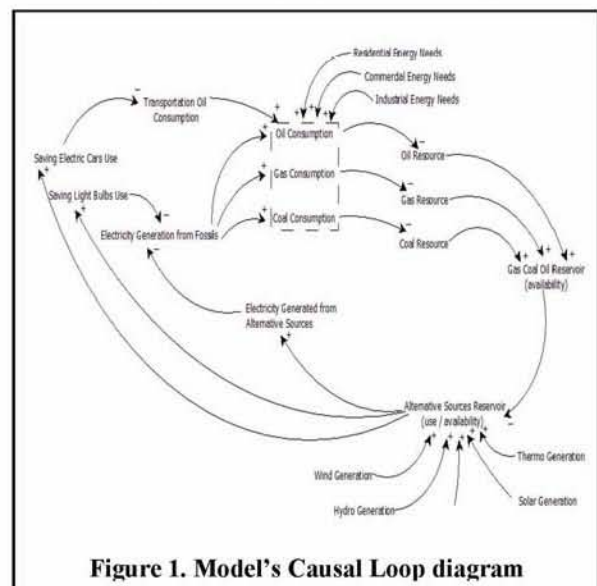 Residential Energy Needs
Commercial Energy Needs
Industrial Energy Needs
Transportation Oil
Consumption
Oil Consumption
Oil Resource
Saving Electric Cars Use
Gas Consumption
Saving Light Bulbs Use
Gas Resource
Electricity Generation from Fossils
Coal Consumption
Coal Resource
Gas Coal Oil Reservoir
(availability)
Electricity Generated from
Alternative Sources
Alternative Sources Reservoir
(use / availability)
Thermo Generation
Wind Generation
Solar Generation
Hydro Generation
Figure 1. Model's Causal Loop diagram